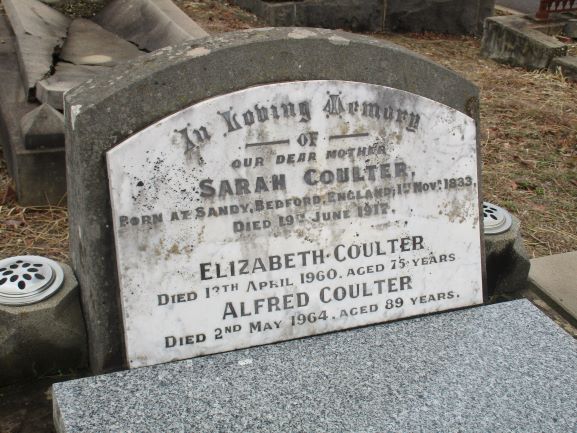 In Loving Memory
OF
OUR DEAR MOTHER
SARAH COULTER,
BORN AT SANDY, BEDFORD, ENGLAND, 1ST NOV. 1833.
DIED 19TH JUNE 1917.
ELIZABETH COULTER
DIED 13TH APRIL 1960. AGED 75 YEARS
ALFRED COULTER
DIED 2ND MAY 1964. AGED 89 YEARS.